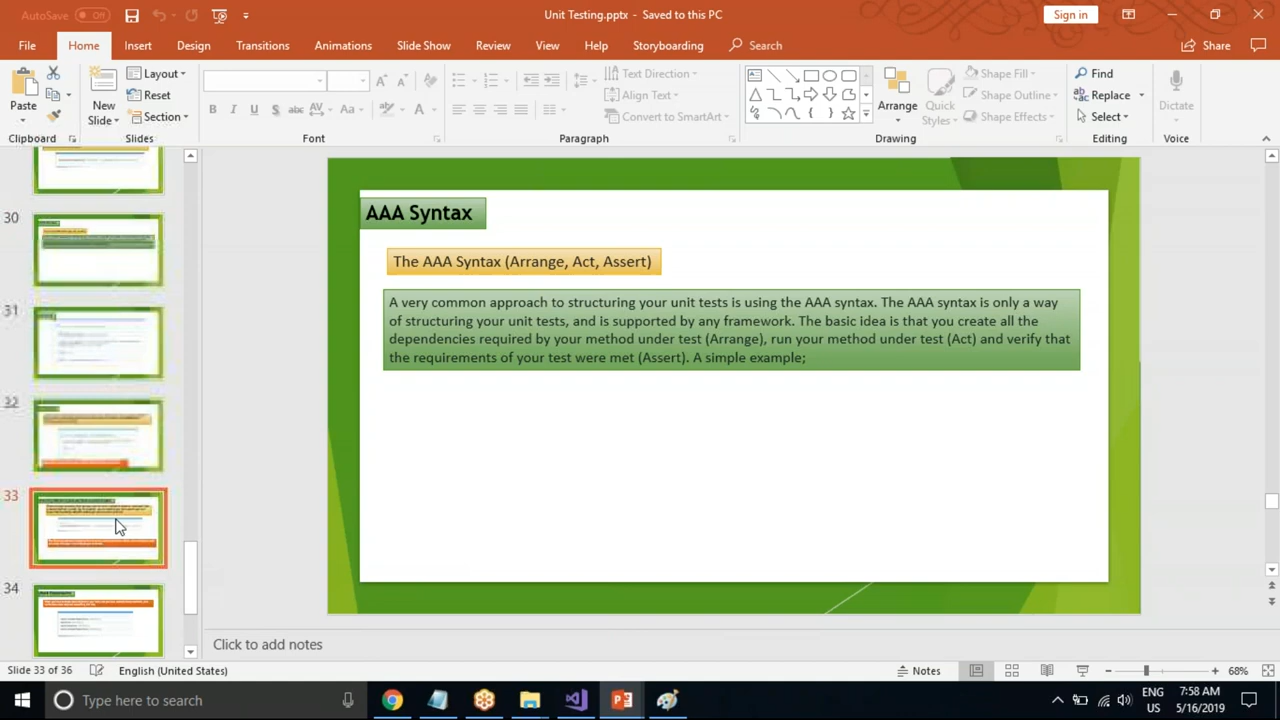 AutoSave Off
Unit Testing.pptx - Saved to this PC
Sign in
File Home Insert Design Transitions Animations Slide Show Review View Help Storyboarding Search Share
Paste
New Slide
Layout
Reset
Section
Text Direction
Align Text
Convert to SmartArt
Arrange
Quick Styles
Shape Fill
Shape Outline
Shape Effects
Find
Replace
Select
Dictate
Clipboard Slides Font Paragraph Drawing Editing Voice
30
31
33
34
AAA Syntax
The AAA Syntax (Arrange, Act, Assert)
A very common approach to structuring your unit tests is using the AAA syntax. The AAA syntax is only a way
of structuring your unit tests, and is supported by any framework. The basic idea is that you create all the
dependencies required by your method under test (Arrange), run your method under test (Act) and verify that
the requirements of your test were met (Assert). A simple example;
Click to add notes
Slide 33 of 36 English (United States) Notes 68%
Type here to search
ENG
US
7:58 AM
5/16/2019